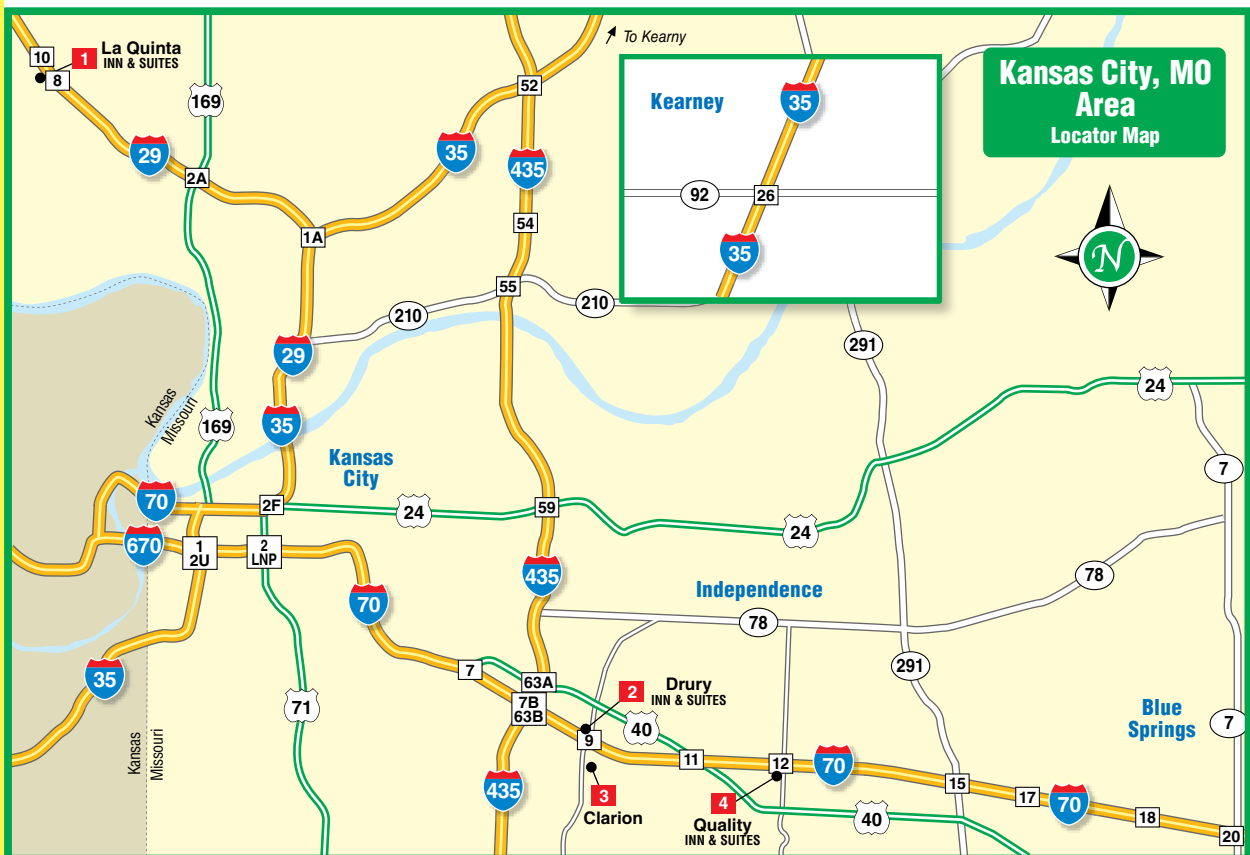 To Kearny
Kansas City, MO
Area
Locator Map
10
1
La Quinta
INN & SUITES
8
169
52
Kearney
35
29
35
435
2A
92
26
54
1A
35
N
55
210
210
29
291
24
Kansas
Missouri
169
35
Kansas
City
7
70
2F
24
59
24
670
1
2U
2
LNP
435
78
70
Independence
78
291
35
7
63A
2
Drury
INN & SUITES
71
7B
63B
40
Blue
Springs
7
Kansas
Missouri
9
11
12
70
435
3
Clarion
4
Quality
INN & SUITES
15
17
70
18
40
20